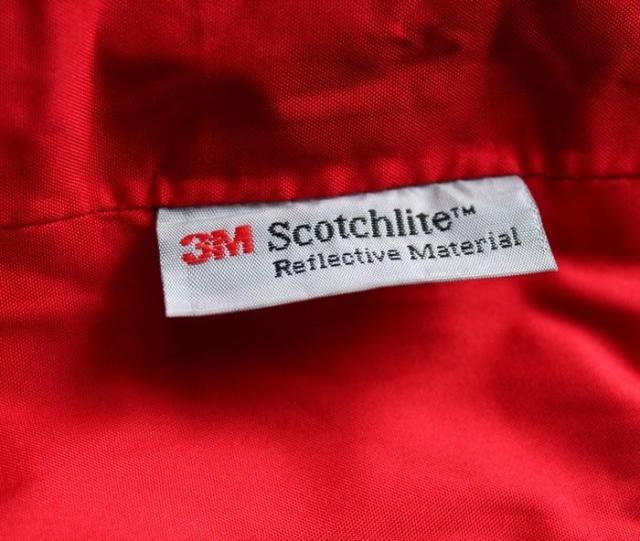 3M Scotchlite™
Reflective Material